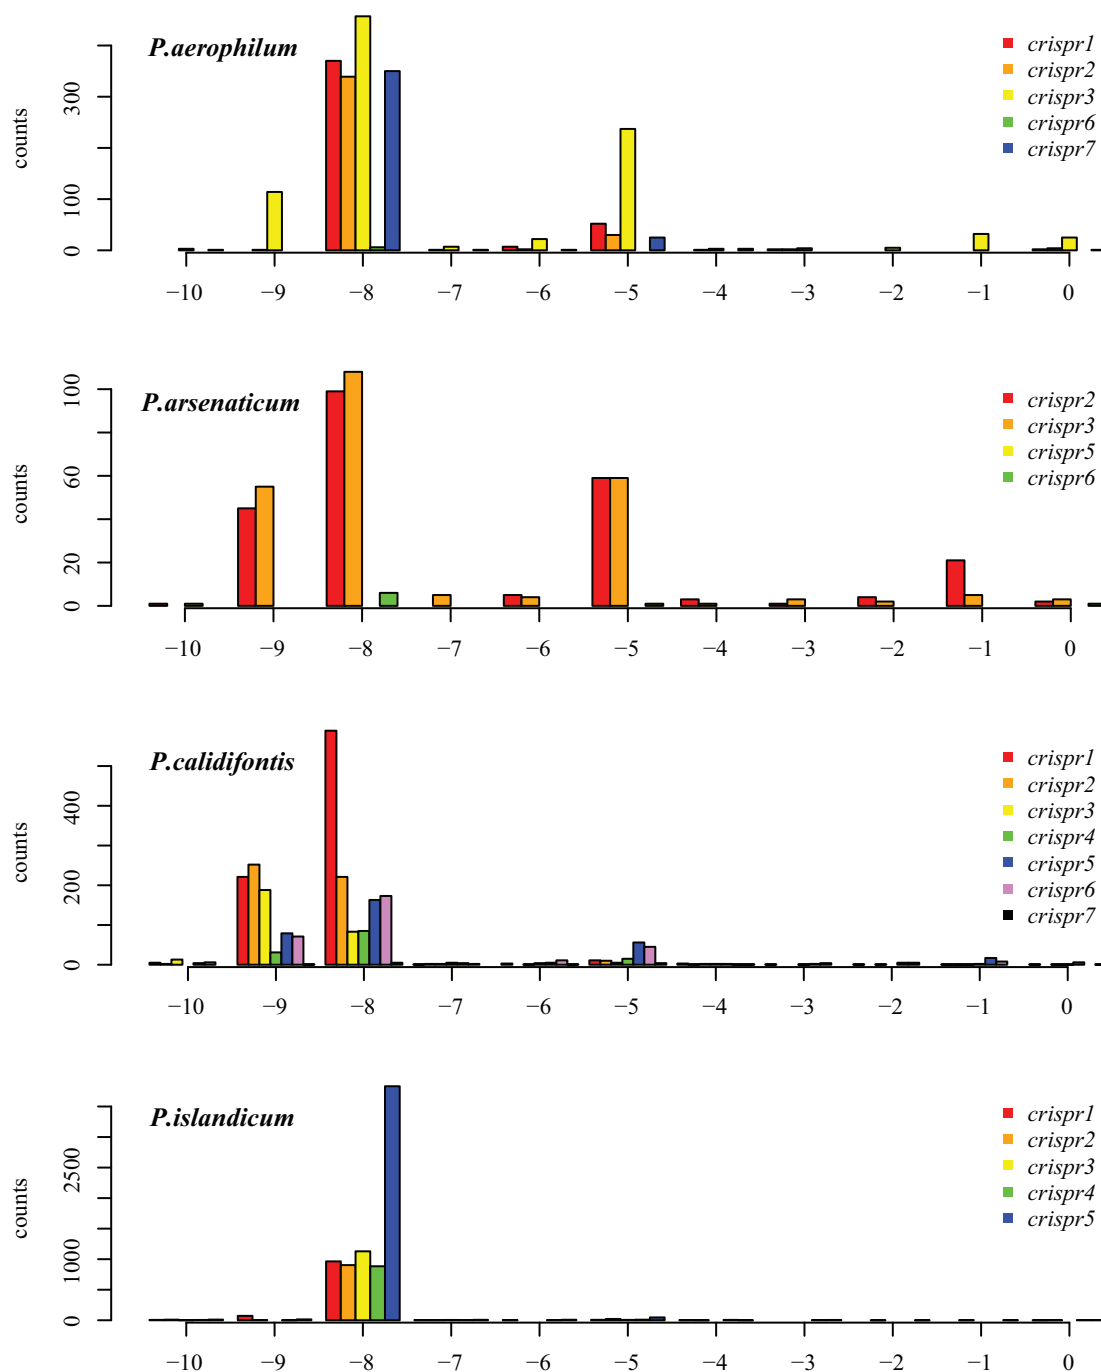 P.aerophilum
counts
300
100
0
crispr1
crispr2
crispr3
crispr6
crispr7
−10 −9 −8 −7 −6 −5 −4 −3 −2 −1 0
P.arsenaticum
counts
100
60
20
0
crispr2
crispr3
crispr5
crispr6
−10 −9 −8 −7 −6 −5 −4 −3 −2 −1 0
P.calidifontis
counts
400
200
0
crispr1
crispr2
crispr3
crispr4
crispr5
crispr6
crispr7
−10 −9 −8 −7 −6 −5 −4 −3 −2 −1 0
P.islandicum
counts
2500
1000
0
crispr1
crispr2
crispr3
crispr4
crispr5
−10 −9 −8 −7 −6 −5 −4 −3 −2 −1 0